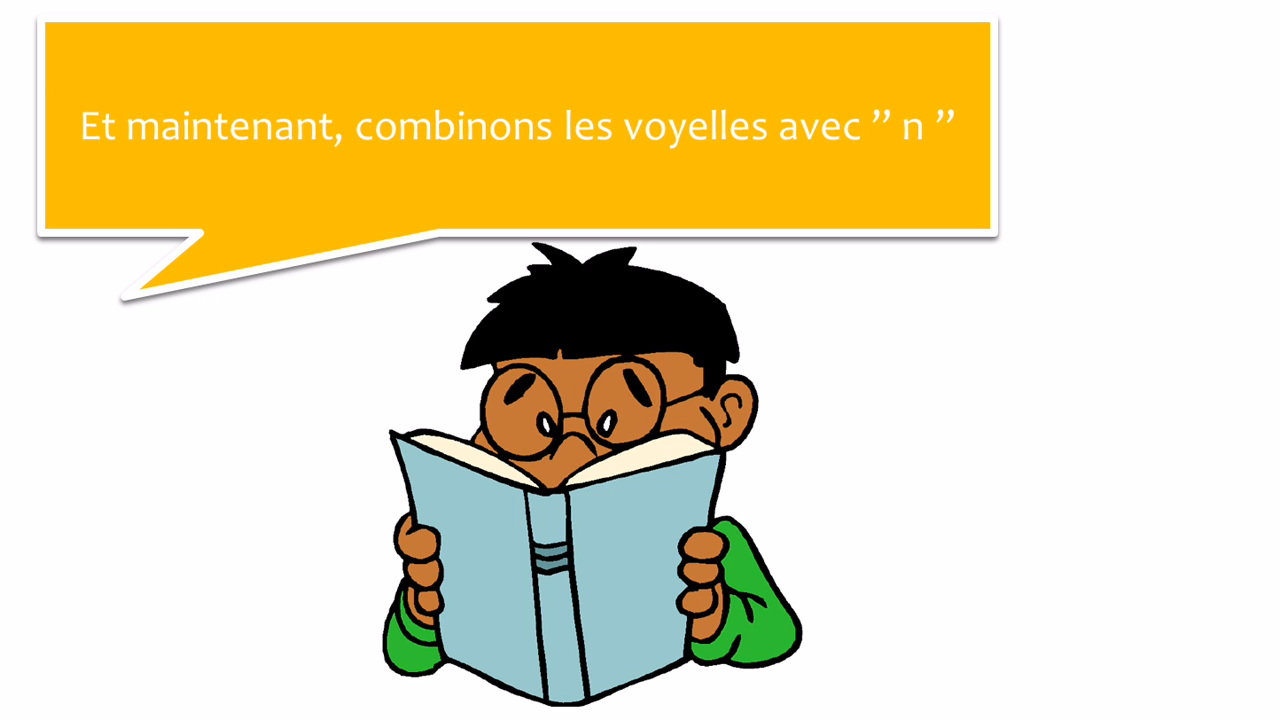 Et maintenant, combinons les voyelles avec ” n ”